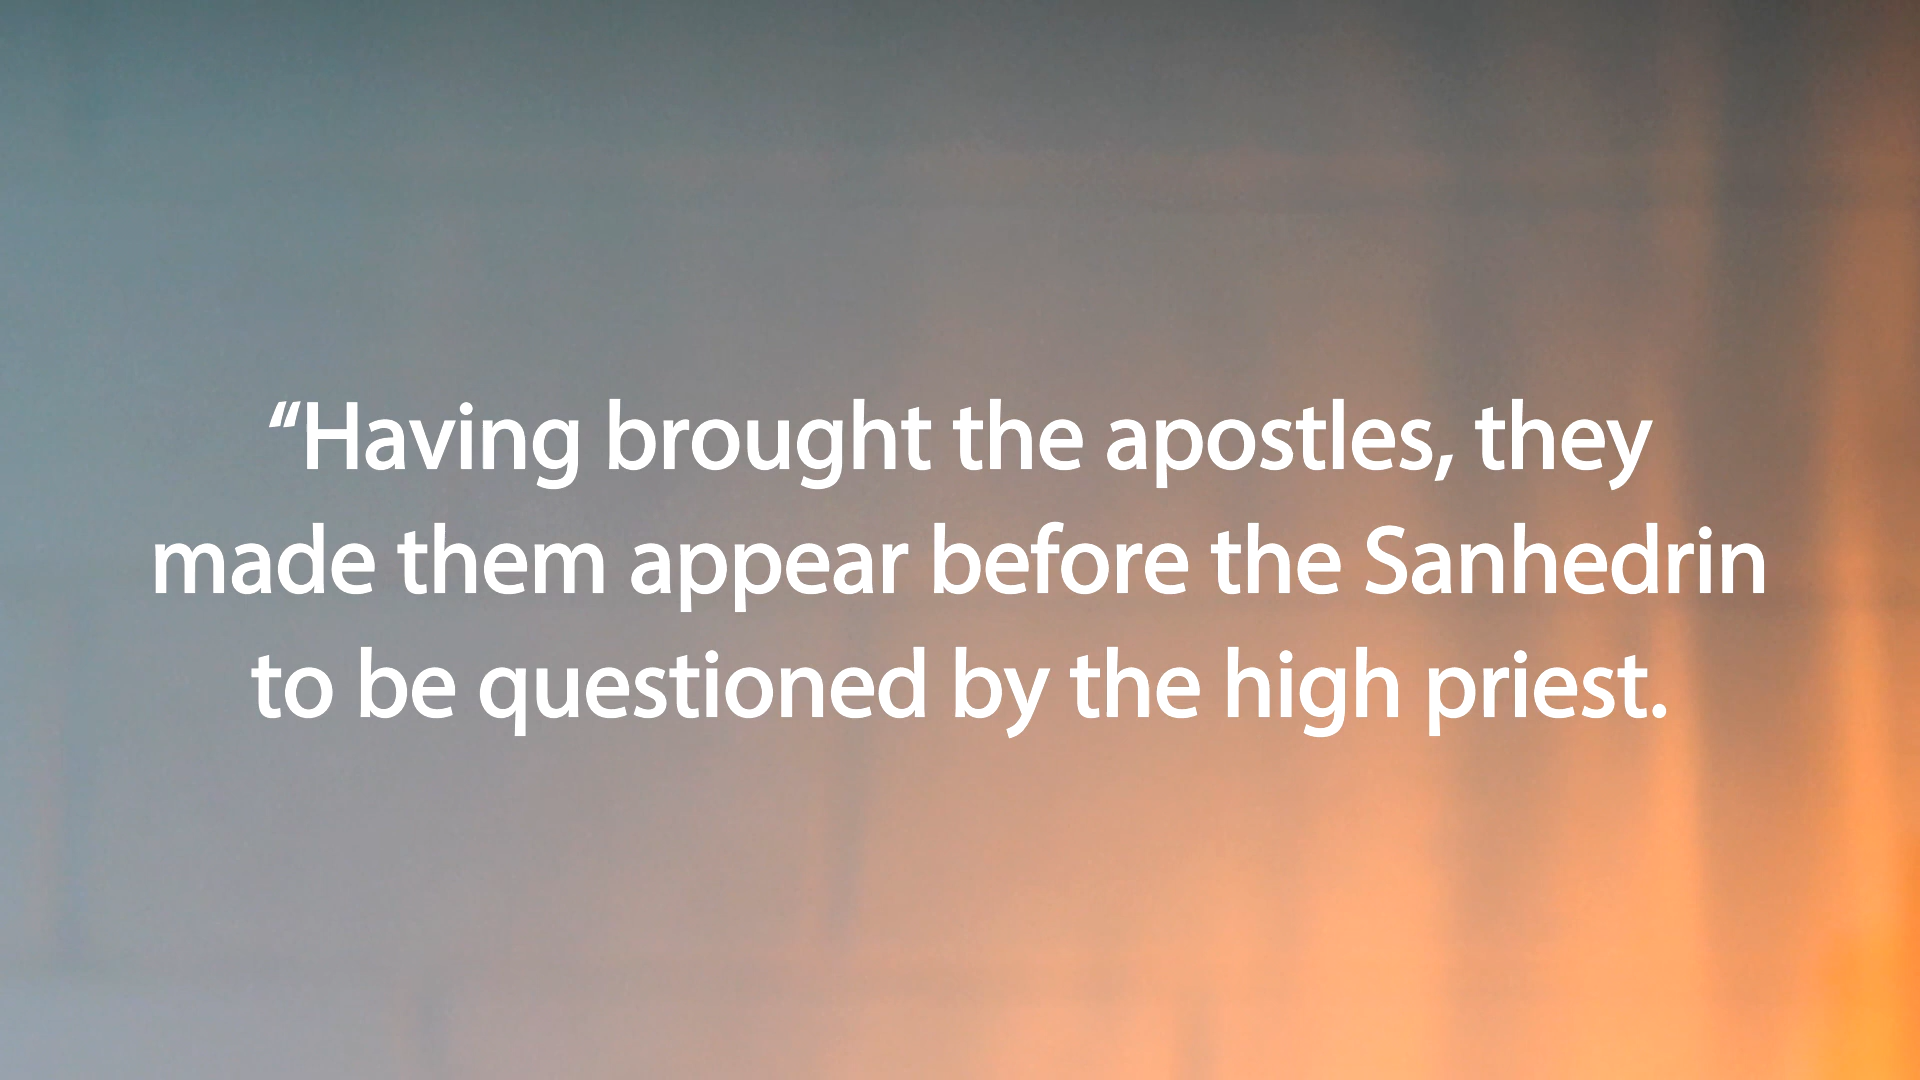 “Having brought the apostles, they
made them appear before the Sanhedrin
to be questioned by the high priest.